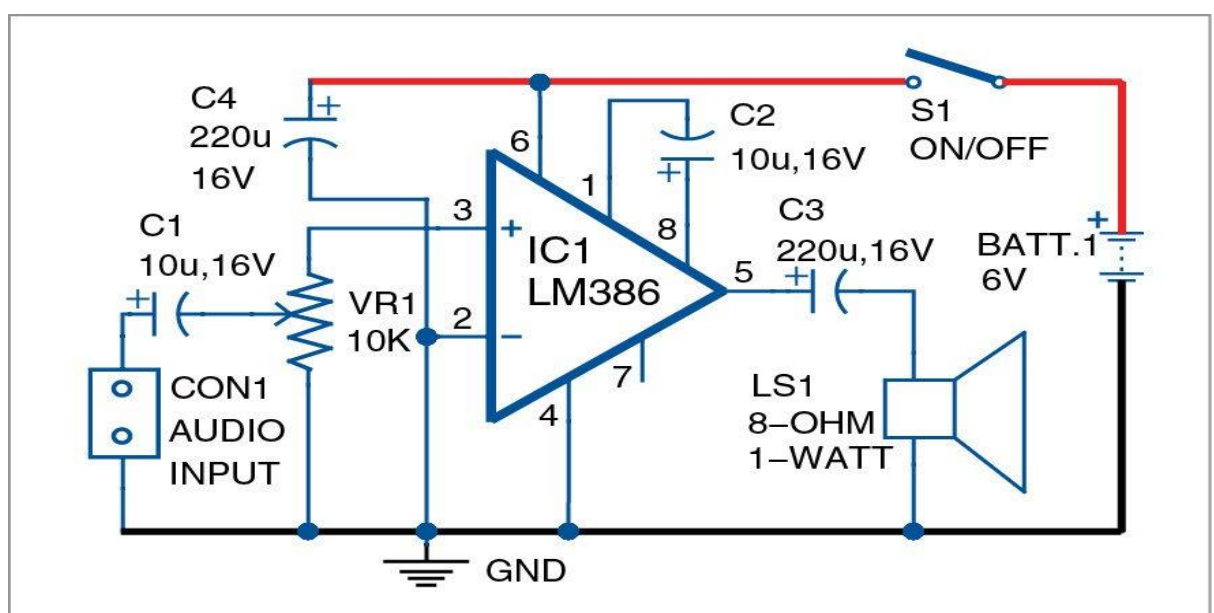 C4
220u
16V
+
6
1
+
C2
10u,16V
S1
ON/OFF
C1
10u,16V
+
3
+
IC1
LM386
8
C3
220u,16V
+
5
+
BATT.1
6V
VR1
10K
2
−
7
4
CON1
AUDIO
INPUT
LS1
8−OHM
1−WATT
GND